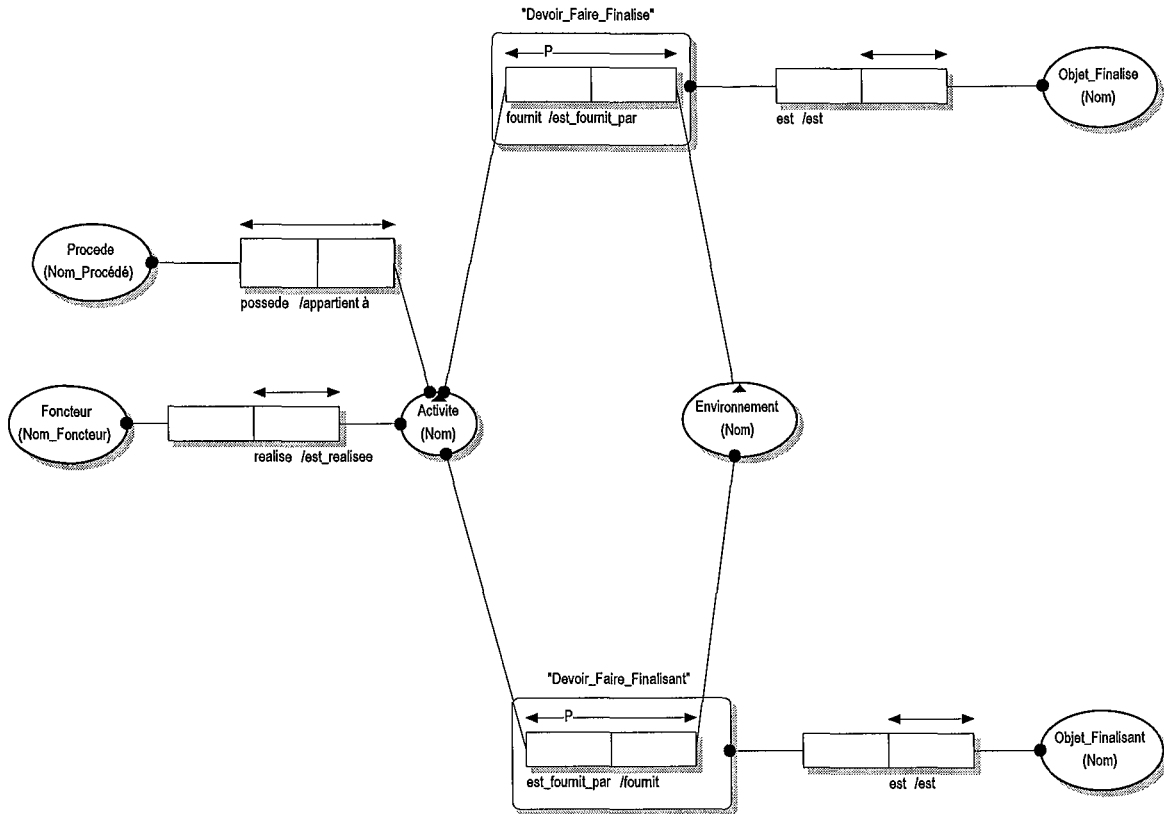 "Devoir_Faire_Finalise"
P
fournit /est_fournit_par
est /est
Objet_Finalise
(Nom)
Procede
(Nom_Procédé)
possede /appartient à
Foncteur
(Nom_Foncteur)
realise /est_realisee
Activite
(Nom)
Environnement
(Nom)
"Devoir_Faire_Finalisant"
P
est_fournit_par /fournit
est /est
Objet_Finalisant
(Nom)